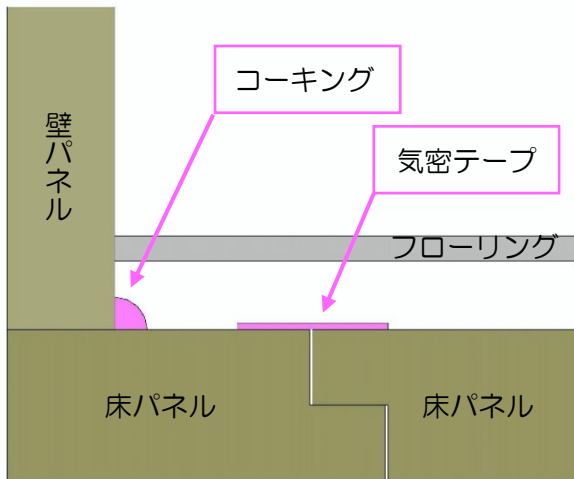 コーキング
壁パネル
気密テープ
フローリング
床パネル
床パネル